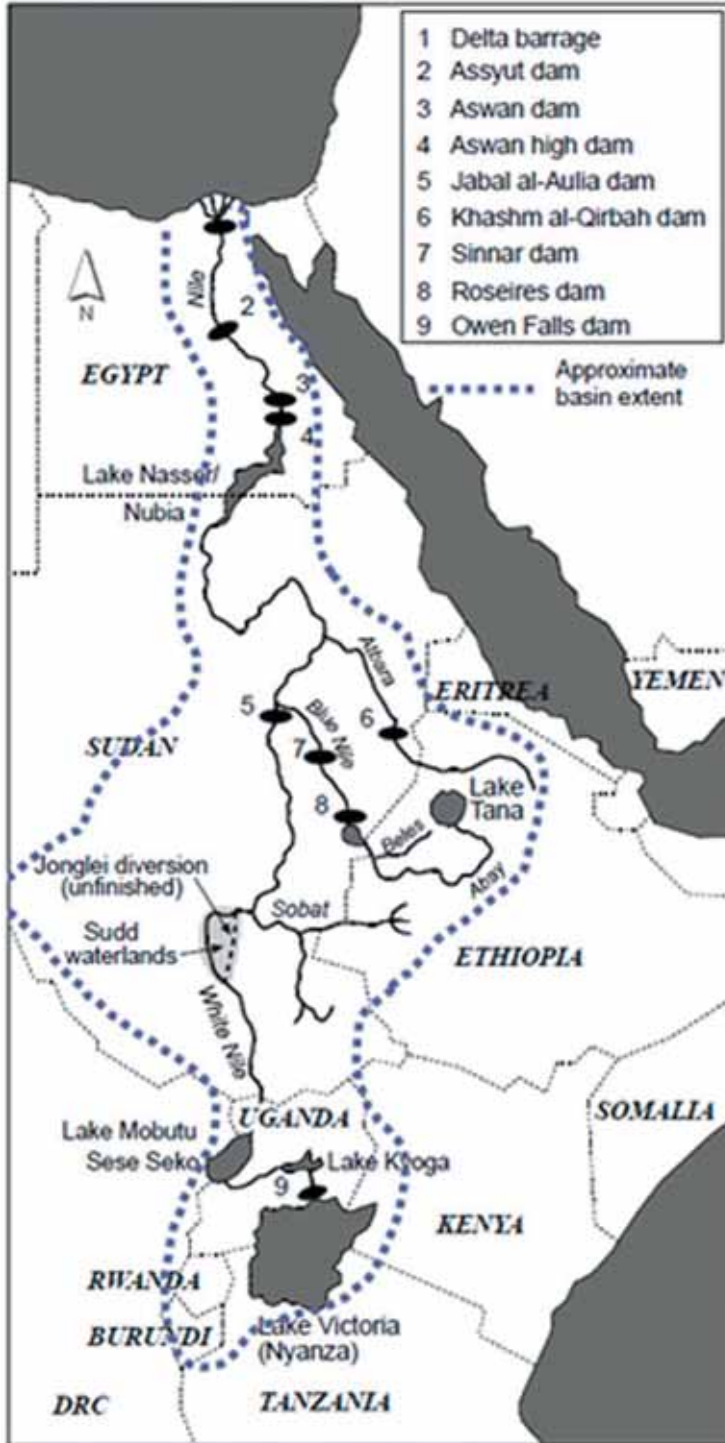 1 Delta barrage
2 Assyut dam
3 Aswan dam
4 Aswan high dam
5 Jabal al-Aulia dam
6 Khashm al-Qirbah dam
7 Sinnar dam
8 Roseires dam
9 Owen Falls dam
Approximate
basin extent
N
Nile
2
EGYPT
3
4
Lake Nasser/
Nubia
Atbara
ERITREA
YEMEN
5
Blue Nile
6
SUDAN
7
Lake
Tana
8
Beles
Abay
Jonglei diversion
(unfinished)
Sobat
Sudd
waterlands
ETHIOPIA
White Nile
UGANDA
SOMALIA
Lake Mobutu
Sese Seko
Lake Kyoga
9
KENYA
RWANDA
BURUNDI
Lake Victoria
(Nyanza)
DRC
TANZANIA